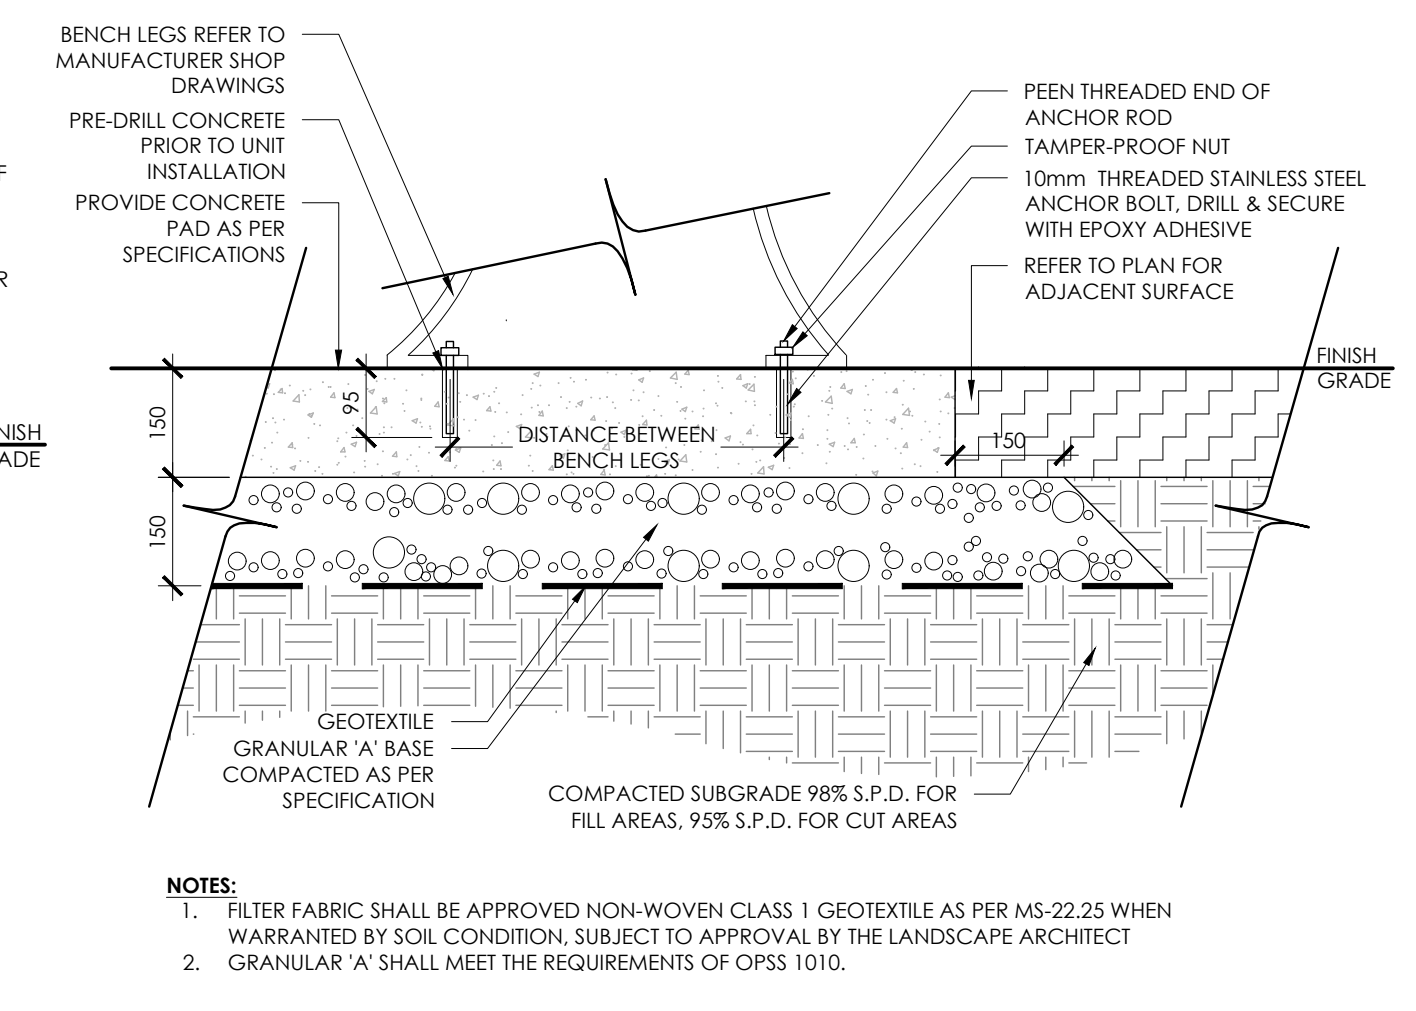 BENCH LEGS REFER TO
MANUFACTURER SHOP
DRAWINGS
PRE-DRILL CONCRETE
PRIOR TO UNIT
INSTALLATION
PROVIDE CONCRETE
PAD AS PER
SPECIFICATIONS
PEEN THREADED END OF
ANCHOR ROD
TAMPER-PROOF NUT
10mm THREADED STAINLESS STEEL
ANCHOR BOLT, DRILL & SECURE
WITH EPOXY ADHESIVE
REFER TO PLAN FOR
ADJACENT SURFACE
F
R
NISH
ADE
FINISH
GRADE
150
95
150
DISTANCE BETWEEN
BENCH LEGS
150
GEOTEXTILE
GRANULAR 'A' BASE
COMPACTED AS PER
SPECIFICATION
COMPACTED SUBGRADE 98% S.P.D. FOR
FILL AREAS, 95% S.P.D. FOR CUT AREAS
NOTES:
1. FILTER FABRIC SHALL BE APPROVED NON-WOVEN CLASS 1 GEOTEXTILE AS PER MS-22.25 WHEN
WARRANTED BY SOIL CONDITION, SUBJECT TO APPROVAL BY THE LANDSCAPE ARCHITECT
2. GRANULAR 'A' SHALL MEET THE REQUIREMENTS OF OPSS 1010.